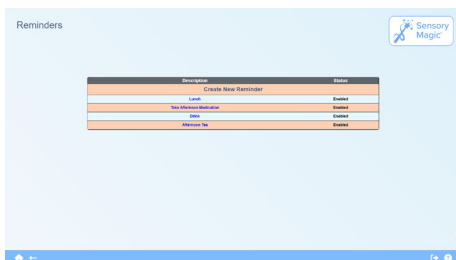 Reminders
Sensory
Magic
Description Status
Create New Reminder
Lunch Enabled
Take Afternoon Medication Enabled
Drink Enabled
Afternoon Tea Enabled